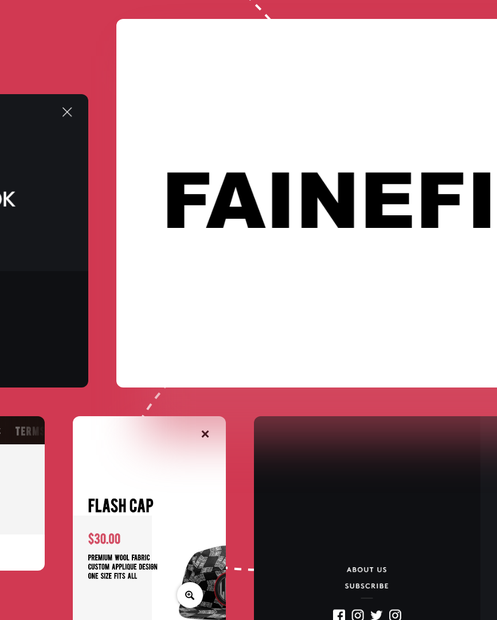 FAINEFI
OK
TERM
FLASH CAP
$30.00
PREMIUM WOOL FABRIC
CUSTOM APPLIQUE DESIGN
ONE SIZE FITS ALL
ABOUT US
SUBSCRIBE